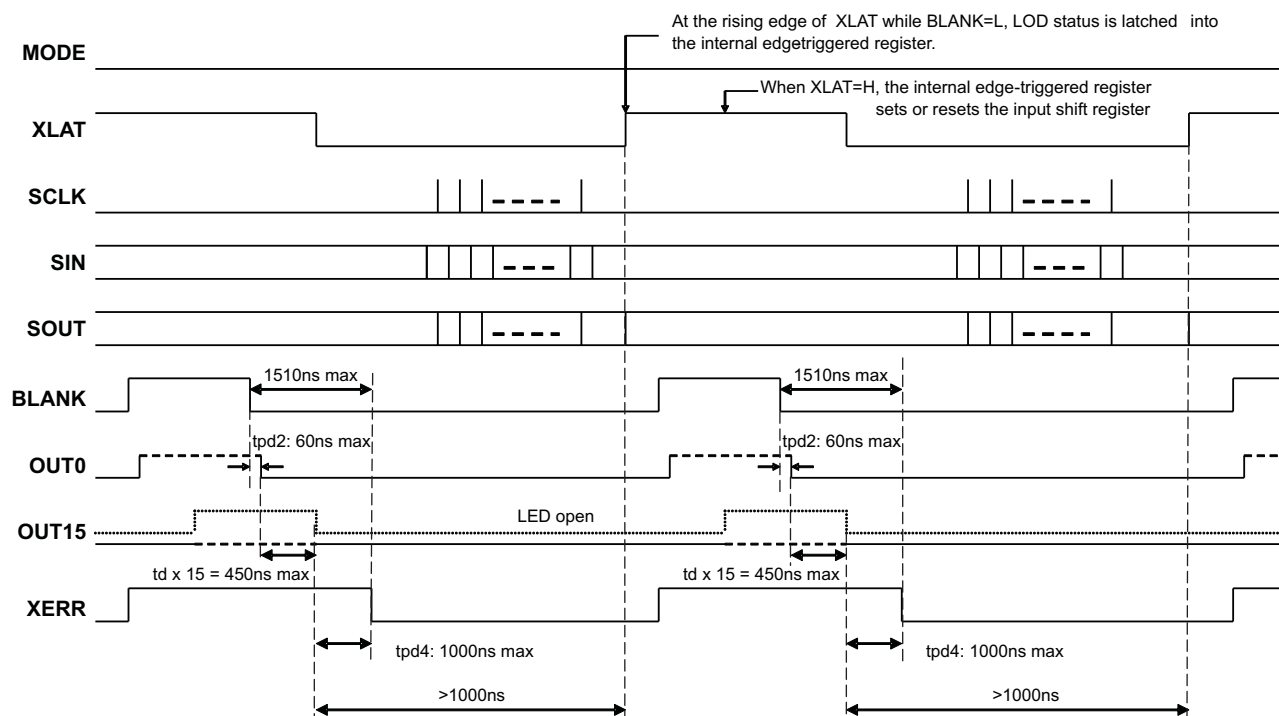 At the rising edge of XLAT while BLANK=L, LOD status is latched into
the internal edgetriggered register.
MODE
When XLAT=H, the internal edge-triggered register
sets or resets the input shift register
XLAT
SCLK
SIN
SOUT
1510ns max
1510ns max
BLANK
tpd2: 60ns max
tpd2: 60ns max
OUT0
LED open
OUT15
td x 15 = 450ns max
td x 15 = 450ns max
XERR
tpd4: 1000ns max
tpd4: 1000ns max
>1000ns
>1000ns